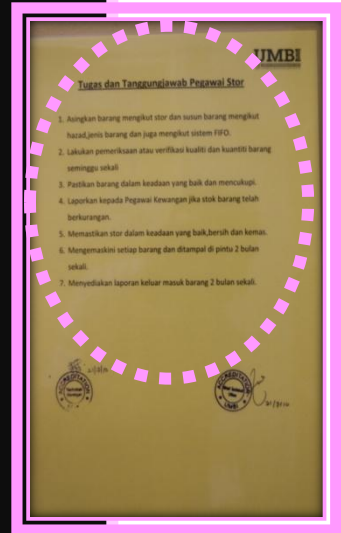 UMBI
Tugas dan Tanggungjawab Pegawai Stor
1. Asingkan barang mengikut stor dan susun barang mengikut
hazad,jenis barang dan juga mengikut sistem FIFO.
2. Lakukan pemeriksaan atau verifikasi kualiti dan kuantiti barang
seminggu sekali
3. Pastikan barang dalam keadaan yang baik dan mencukupi.
4. Laporkan kepada Pegawai Kewangan jika stok barang telah
berkurangan.
5. Memastikan stor dalam keadaan yang baik,bersih dan kemas.
6. Mengemaskini setiap barang dan ditampal di pintu 2 bulan
sekali.
7. Menyediakan laporan keluar masuk barang 2 bulan sekali.
ACCREDITATION
ACCREDITATION
UMBI